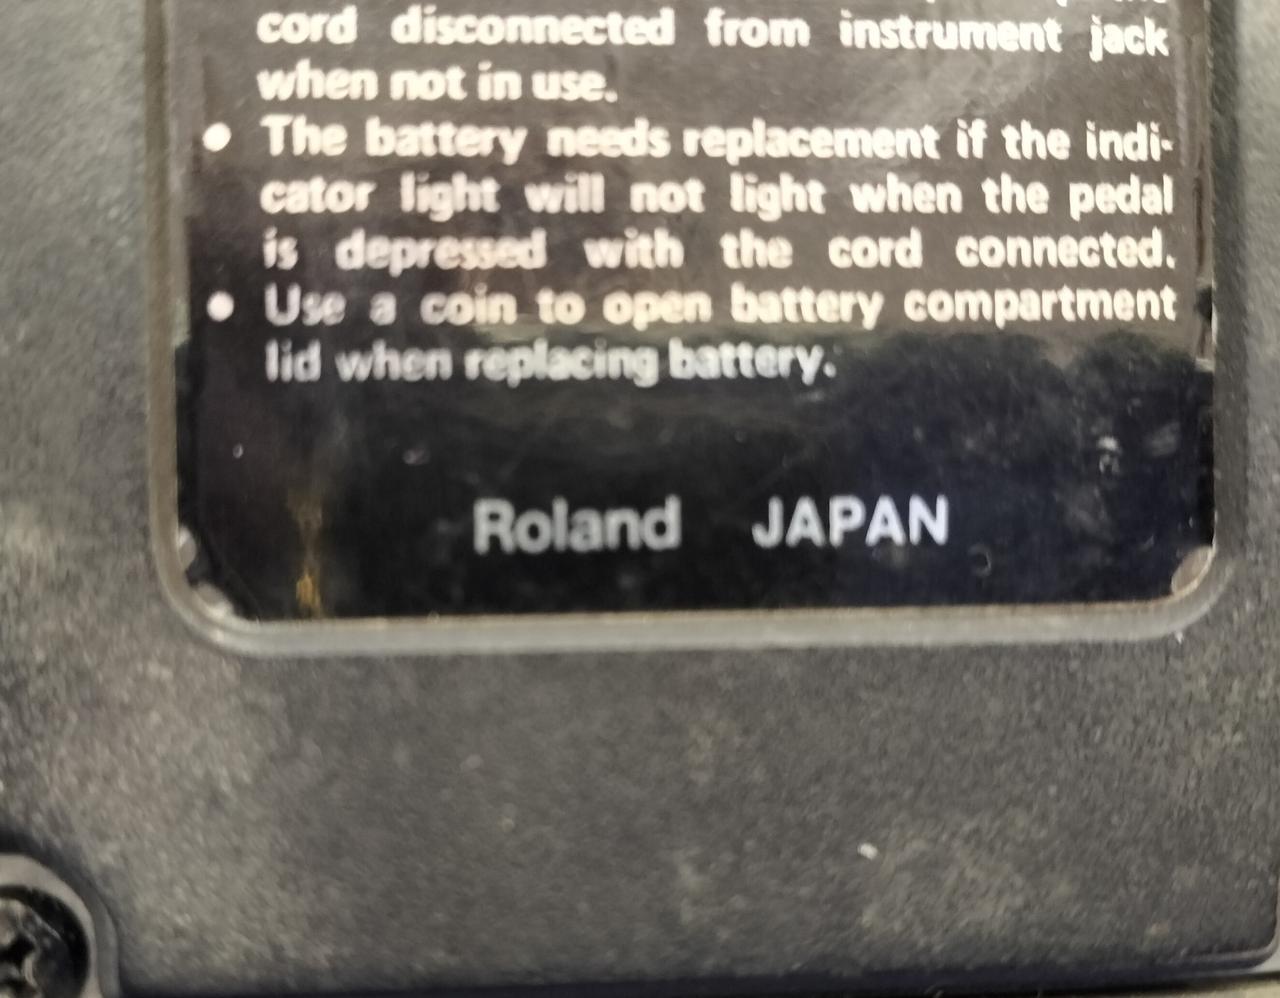 cord disconnected from instrument jack
when not in use.
• The battery needs replacement if the indi-
cator light will not light when the pedal
is depressed with the cord connected.
• Use a coin to open battery compartment
lid when replacing battery.
Roland JAPAN